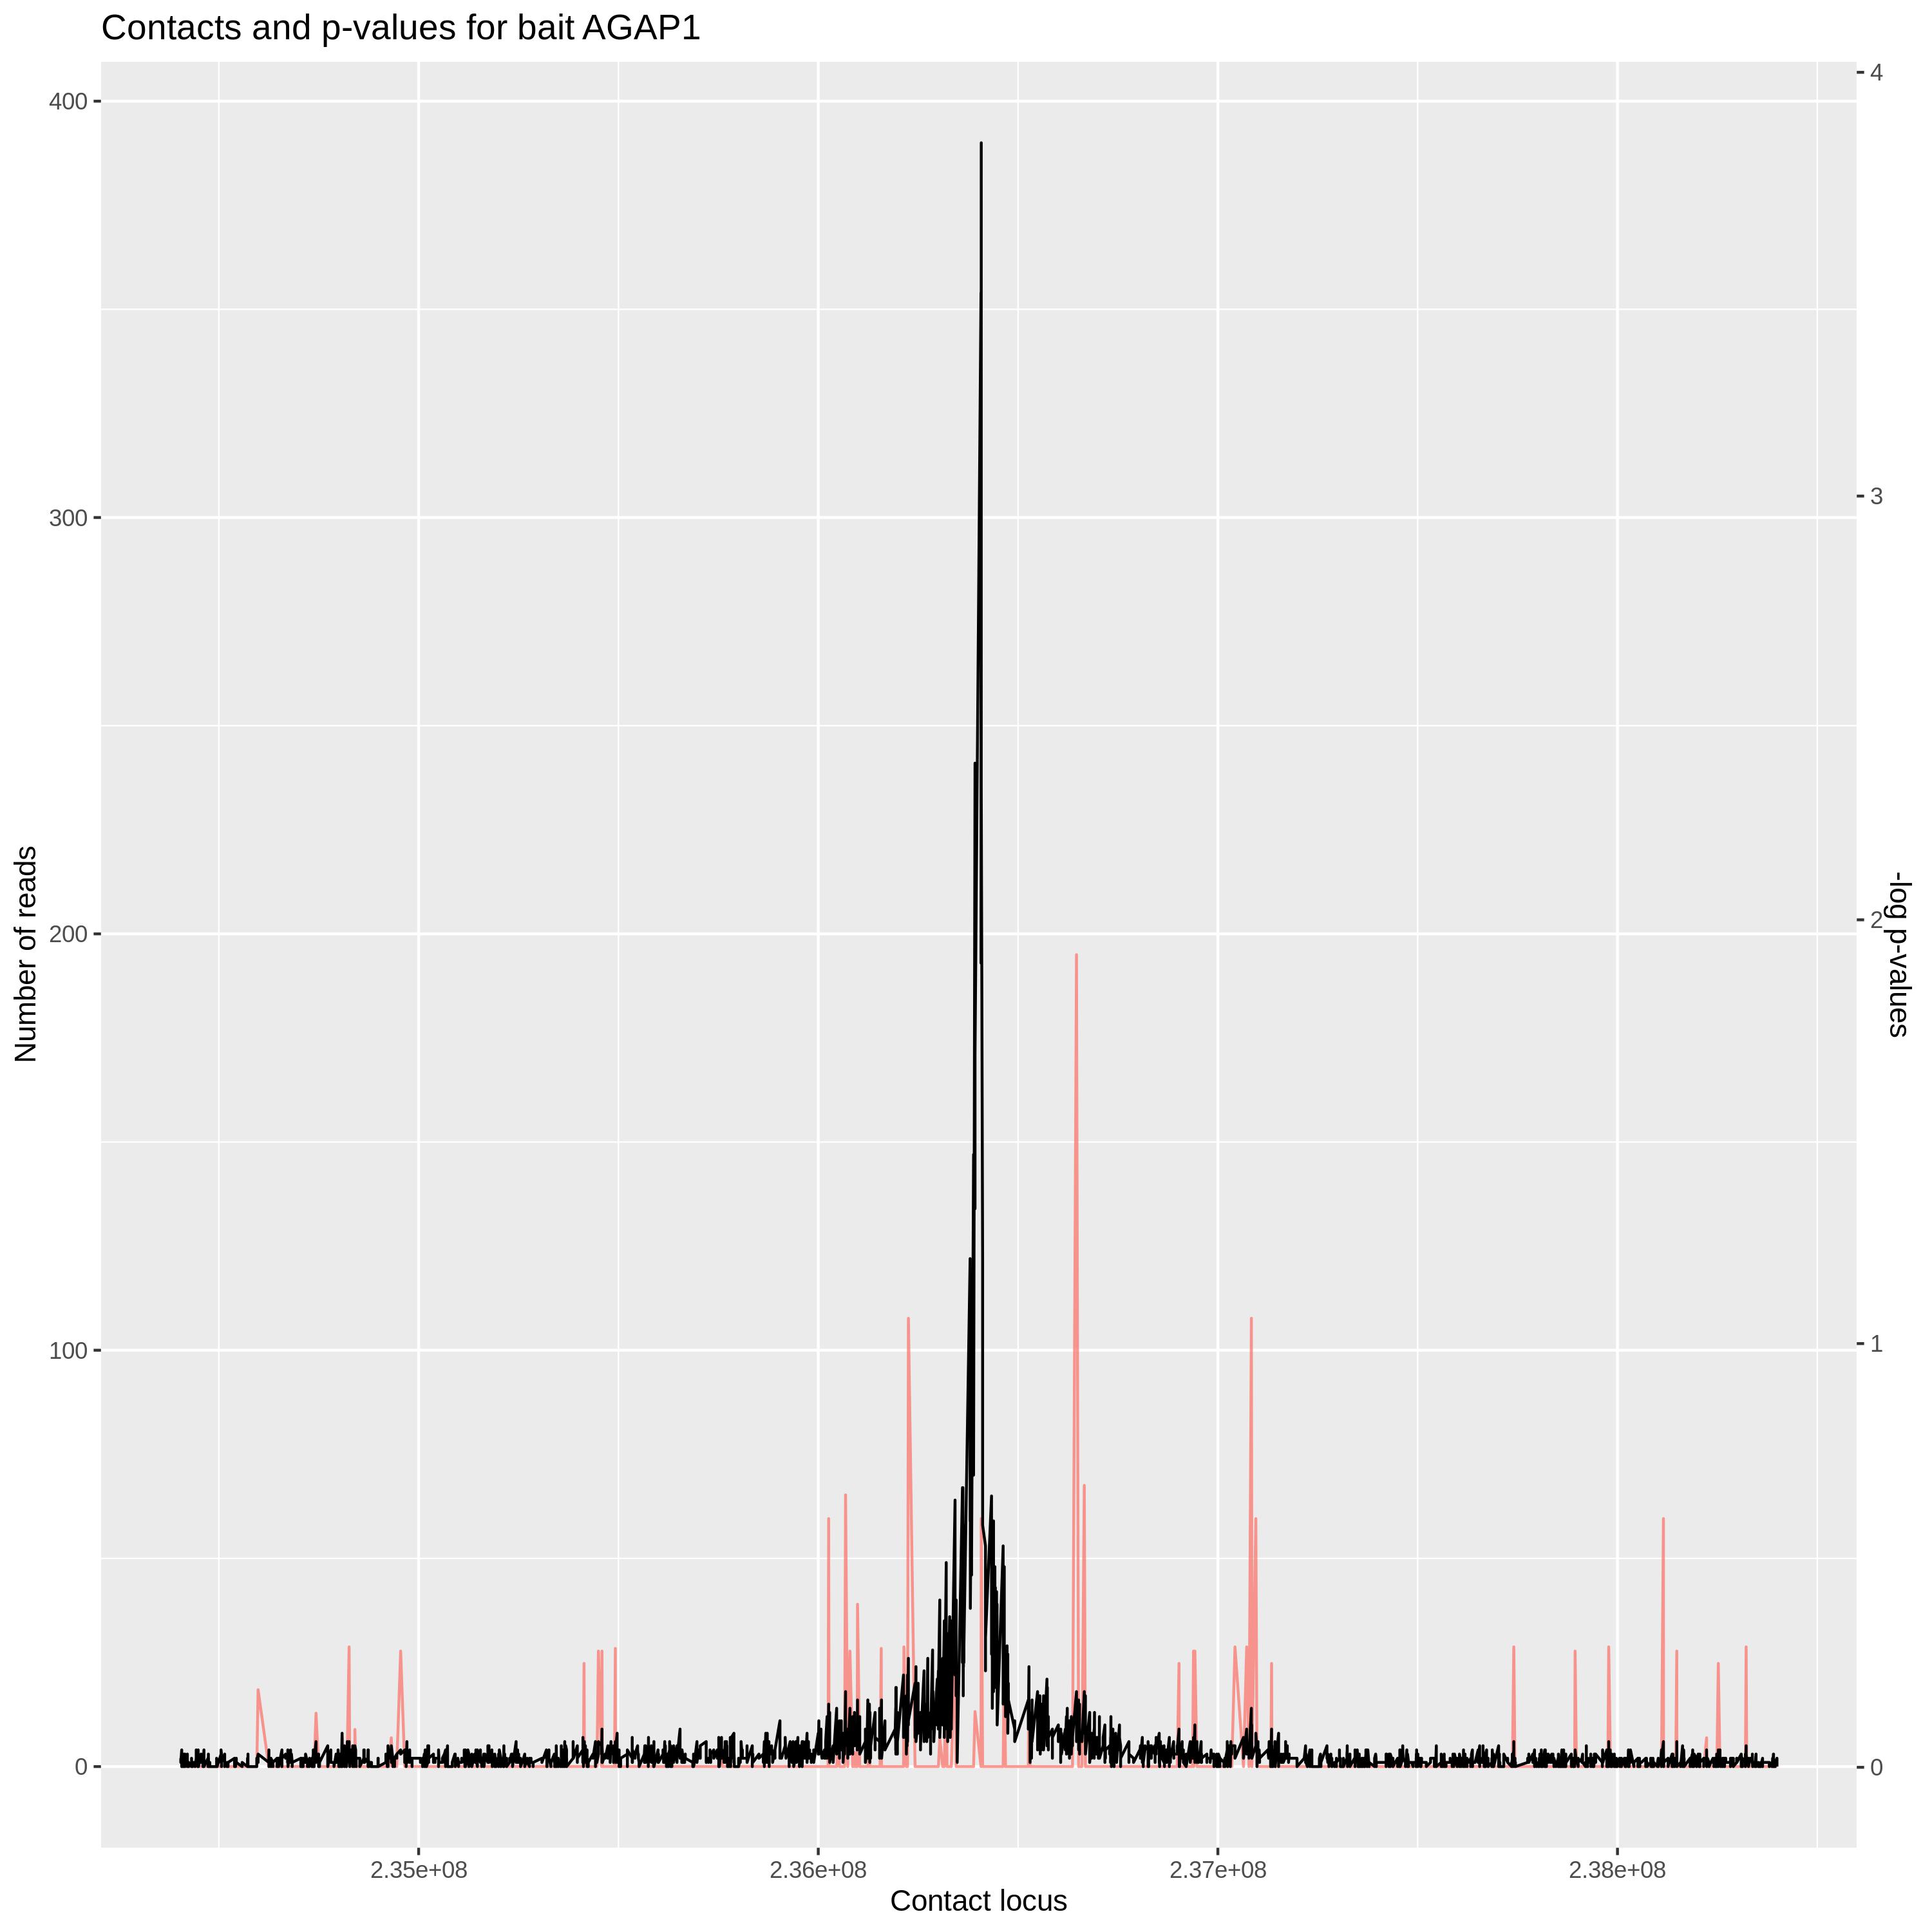 Contacts and p-values for bait AGAP1
400
300
200
100
0
Number of reads
4
3
2
1
0
-log p-values
2.35e+08
2.36e+08
2.37e+08
2.38e+08
Contact locus